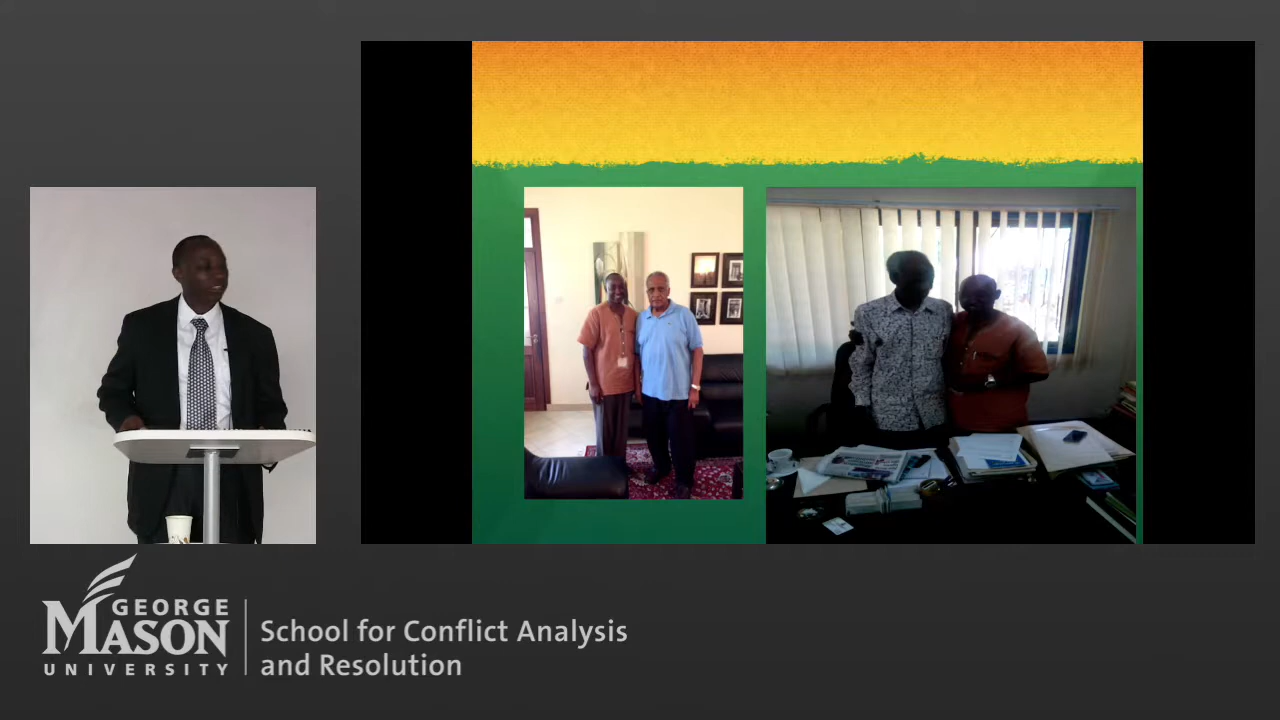 GEORGE
MASON
UNIVERSITY
School for Conflict Analysis
and Resolution